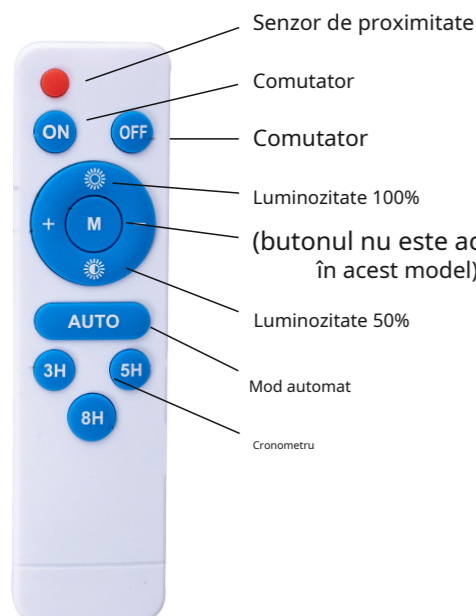 Senzor de proximitate
Comutator
ON
OFF
Comutator
Luminozitate 100%
+ M -
(butonul nu este
în acest model)
Luminozitate 50%
AUTO
Mod automat
3H
5H
8H
Cronometru